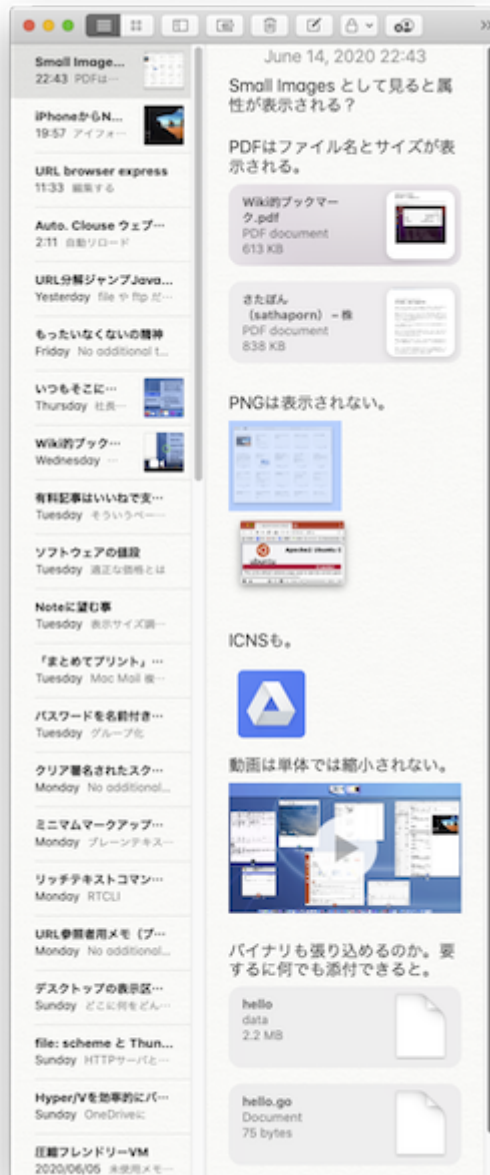 Small Image...
22:43 PDFは…
iPhoneからN...
19:57 アイフォ…
URL browser express
11:33 編集する
Auto. Clouse ウェブ…
2:11 自動リロード
URL分解ジャンプJava...
Yesterday file や ftp だ…
もったいなくないの精神
Friday No additional t...
いつもそこに…
Thursday 社長…
Wiki的ブック…
Wednesday …
有料記事はいいねで支…
Tuesday そういうペー…
ソフトウェアの値段
Tuesday 適正な価格とは
Noteに望む事
Tuesday 表示サイズ調…
「まとめてプリント」…
Tuesday Mac Mail 複…
パスワードを名前付き…
Tuesday グループ化
クリア署名されたスク…
Monday No additional...
ミニマムマークアップ…
Monday プレーンテキス…
リッチテキストコマン…
Monday RTCLI
URL参照者用メモ（ブ…
Monday No additional...
デスクトップの表示区…
Sunday どこに何をどん…
file: scheme と Thun...
Sunday HTTPサーバと…
Hyper/Vを効率的にバ…
Sunday OneDriveに
圧縮フレンドリーVM
2020/06/05 未使用メモ…
June 14, 2020 22:43
Small Images として見ると属
性が表示される？
PDFはファイル名とサイズが表
示される。
Wiki的ブックマー
ク.pdf
PDF document
613 KB
さたぽん
（sathaporn）– 株
PDF document
838 KB
PNGは表示されない。
Apache2 Ubuntu
ubuntu
ICNSも。
動画は単体では縮小されない。
バイナリも張り込めるのか。要
するに何でも添付できると。
hello
data
2.2 MB
hello.go
Document
75 bytes